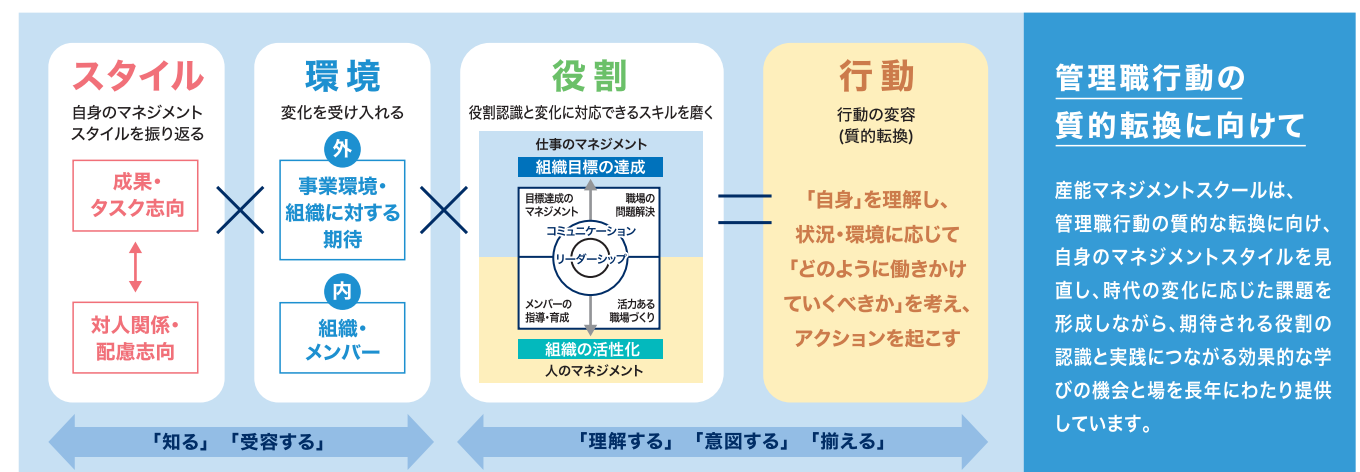 スタイル
自身のマネジメント
スタイルを振り返る
成果・
タスク志向
対人関係・
配慮志向
環境
変化を受け入れる
外
事業環境・
組織に対する
期待
内
組織・
メンバー
役割
役割認識と変化に対応できるスキルを磨く
仕事のマネジメント
組織目標の達成
目標達成の
マネジメント
職場の
問題解決
コミュニケーション
リーダーシップ
メンバーの
指導・育成
活力ある
職場づくり
組織の活性化
人のマネジメント
行動
行動の変容
(質的転換)
「自身」を理解し、
状況・環境に応じて
「どのように働きかけ
ていくべきか」を考え、
アクションを起こす
「知る」 「受容する」
「理解する」 「意図する」 「揃える」
管理職行動の
質的転換に向けて
産能マネジメントスクールは、
管理職行動の質的な転換に向け、
自身のマネジメントスタイルを見
直し、時代の変化に応じた課題を
形成しながら、期待される役割の
認識と実践につながる効果的な学
びの機会と場を長年にわたり提供
しています。